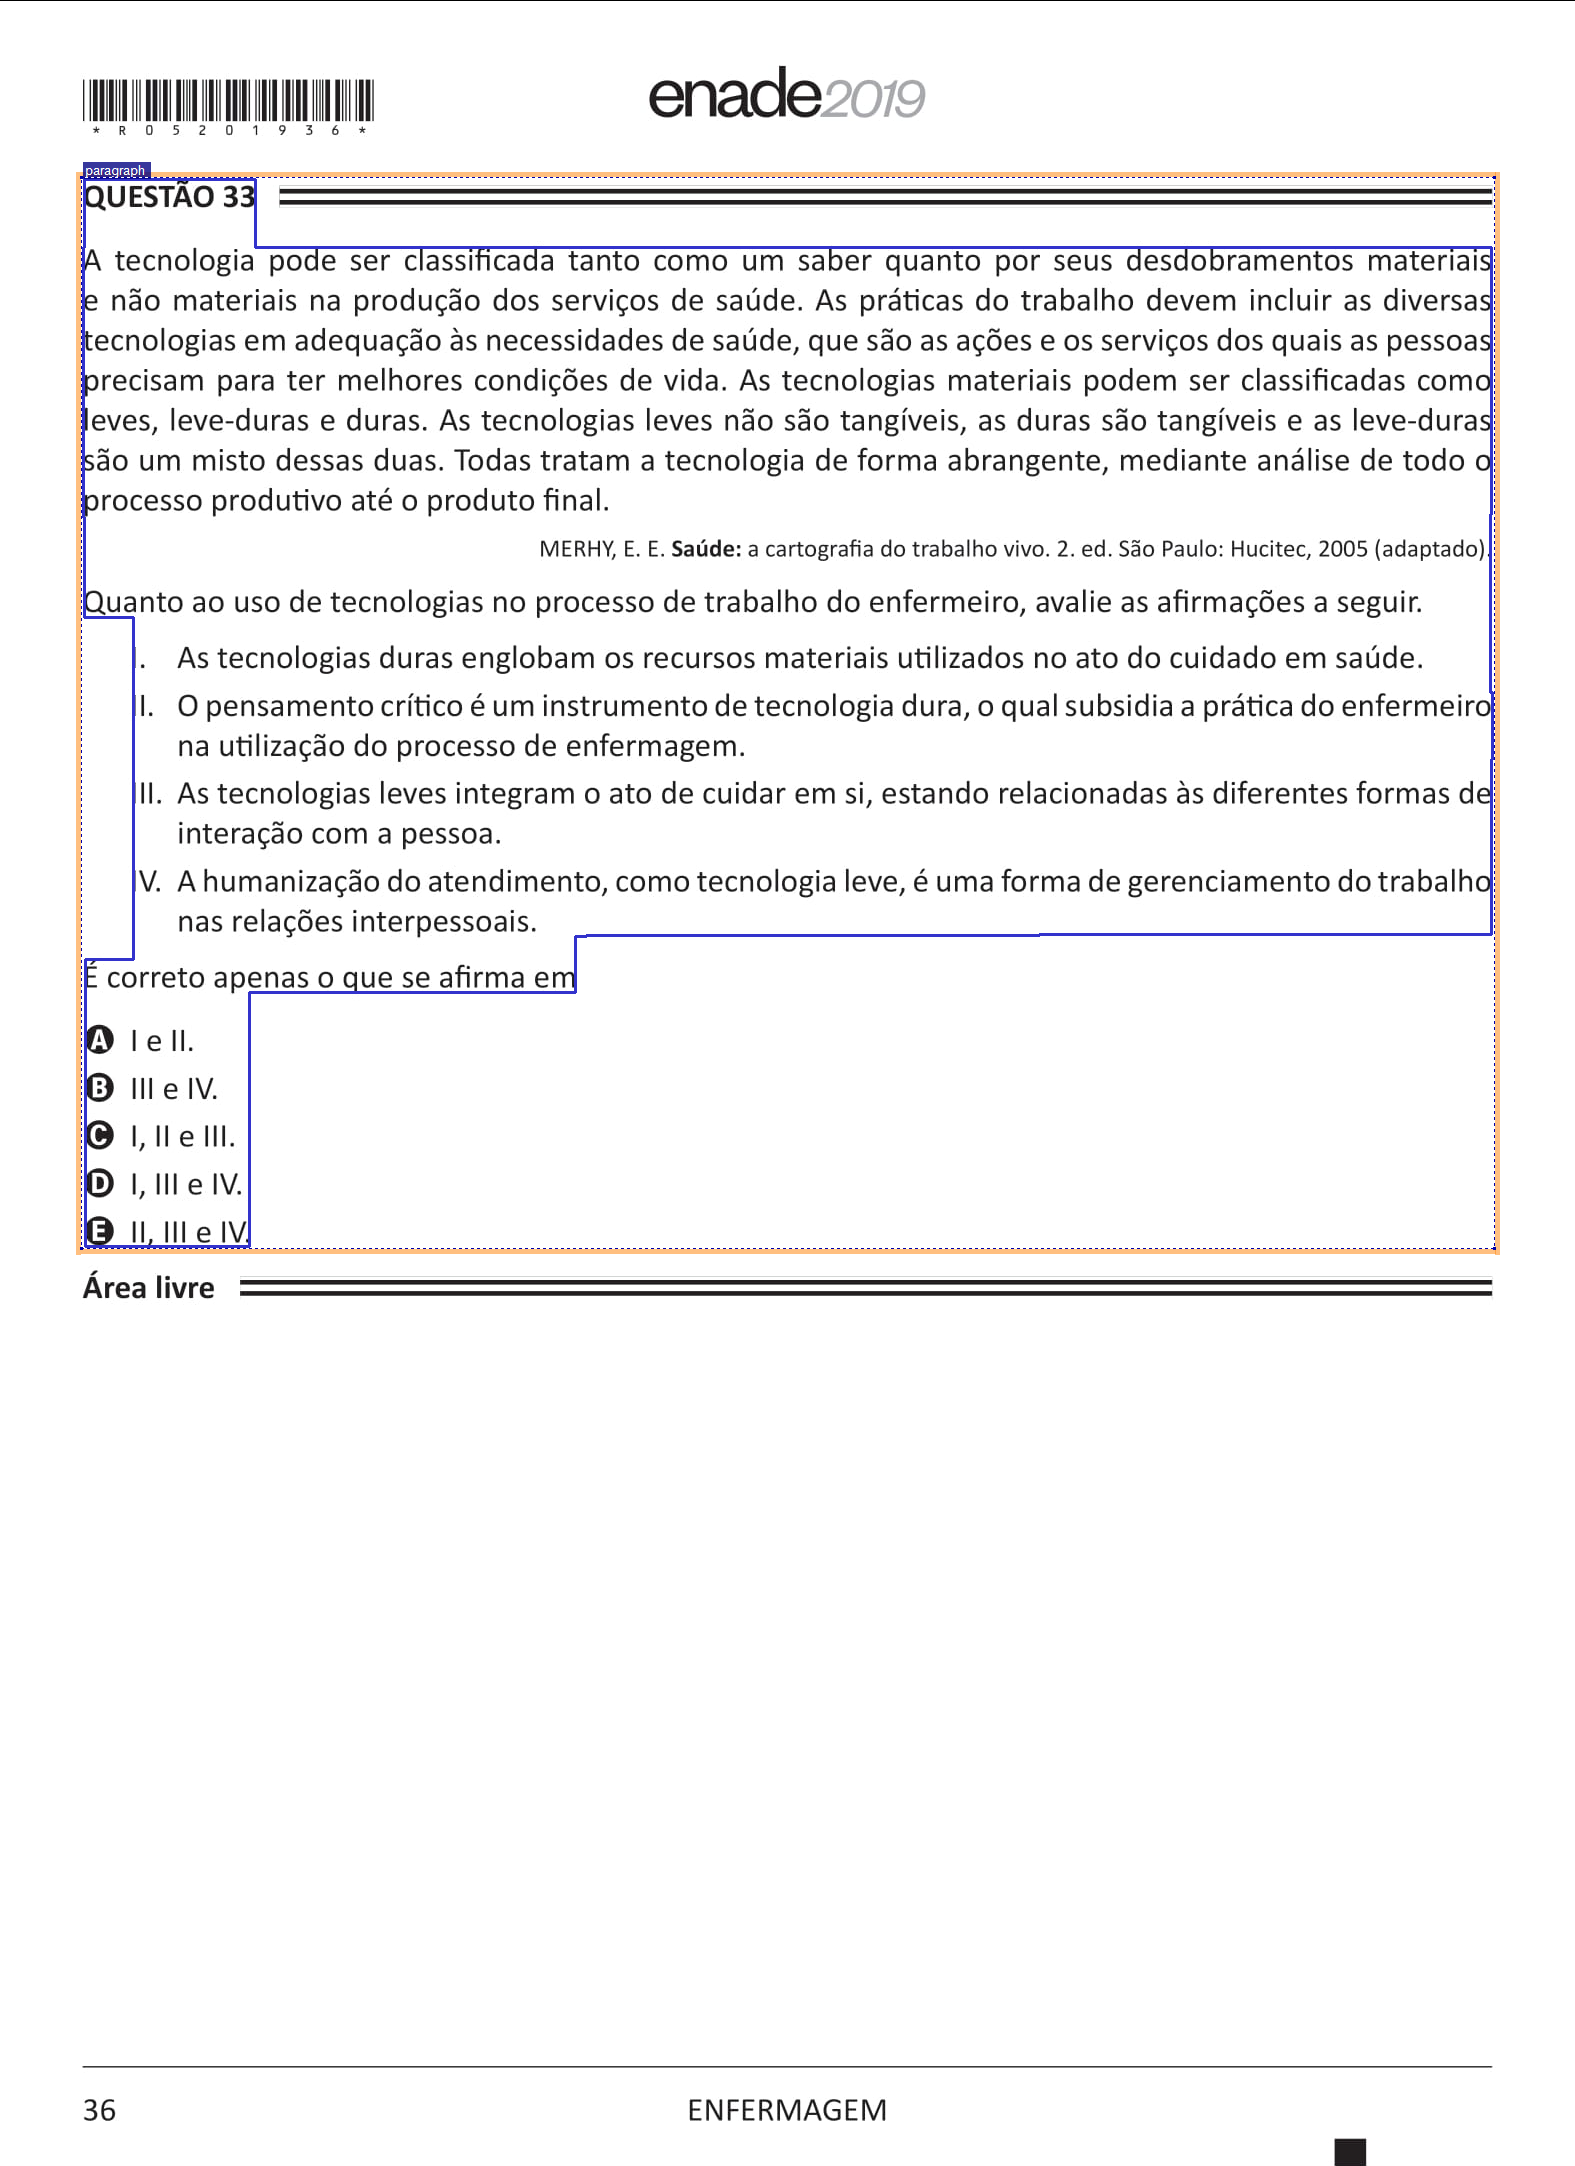 *R05201936*
enade2019
paragraph
QUESTÃO 33
A tecnologia pode ser classificada tanto como um saber quanto por seus desdobramentos materiais
e não materiais na produção dos serviços de saúde. As práticas do trabalho devem incluir as diversas
tecnologias em adequação às necessidades de saúde, que são as ações e os serviços dos quais as pessoas
precisam para ter melhores condições de vida. As tecnologias materiais podem ser classificadas como
leves, leve-duras e duras. As tecnologias leves não são tangíveis, as duras são tangíveis e as leve-duras
são um misto dessas duas. Todas tratam a tecnologia de forma abrangente, mediante análise de todo o
processo produtivo até o produto final.
MERHY, E. E. Saúde: a cartografia do trabalho vivo. 2. ed. São Paulo: Hucitec, 2005 (adaptado).
Quanto ao uso de tecnologias no processo de trabalho do enfermeiro, avalie as afirmações a seguir.
I. As tecnologias duras englobam os recursos materiais utilizados no ato do cuidado em saúde.
II. O pensamento crítico é um instrumento de tecnologia dura, o qual subsidia a prática do enfermeiro
na utilização do processo de enfermagem.
III. As tecnologias leves integram o ato de cuidar em si, estando relacionadas às diferentes formas de
interação com a pessoa.
IV. A humanização do atendimento, como tecnologia leve, é uma forma de gerenciamento do trabalho
nas relações interpessoais.
É correto apenas o que se afirma em
A I e II.
B III e IV.
C I, II e III.
D I, III e IV.
E II, III e IV.
Área livre
36
ENFERMAGEM